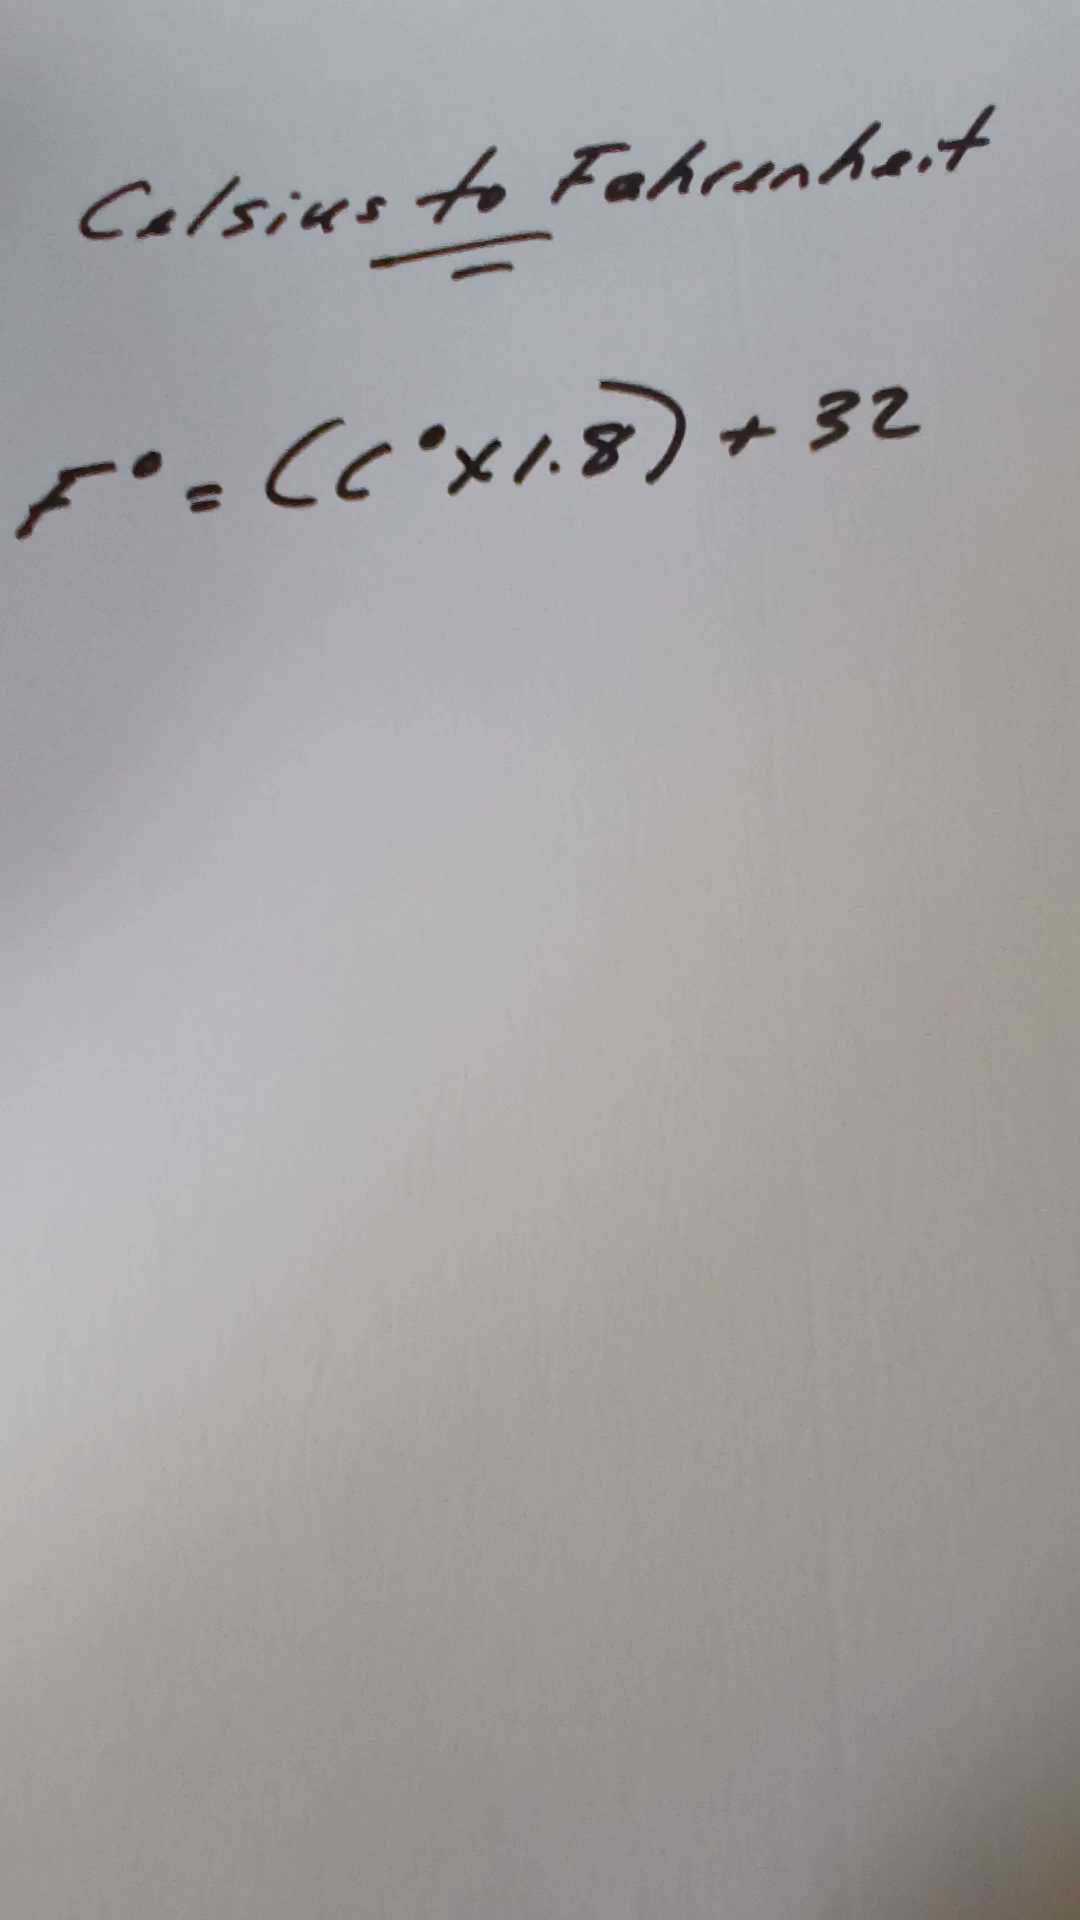 Celsius to Fahrenheit
F° = (C° x 1.8) + 32